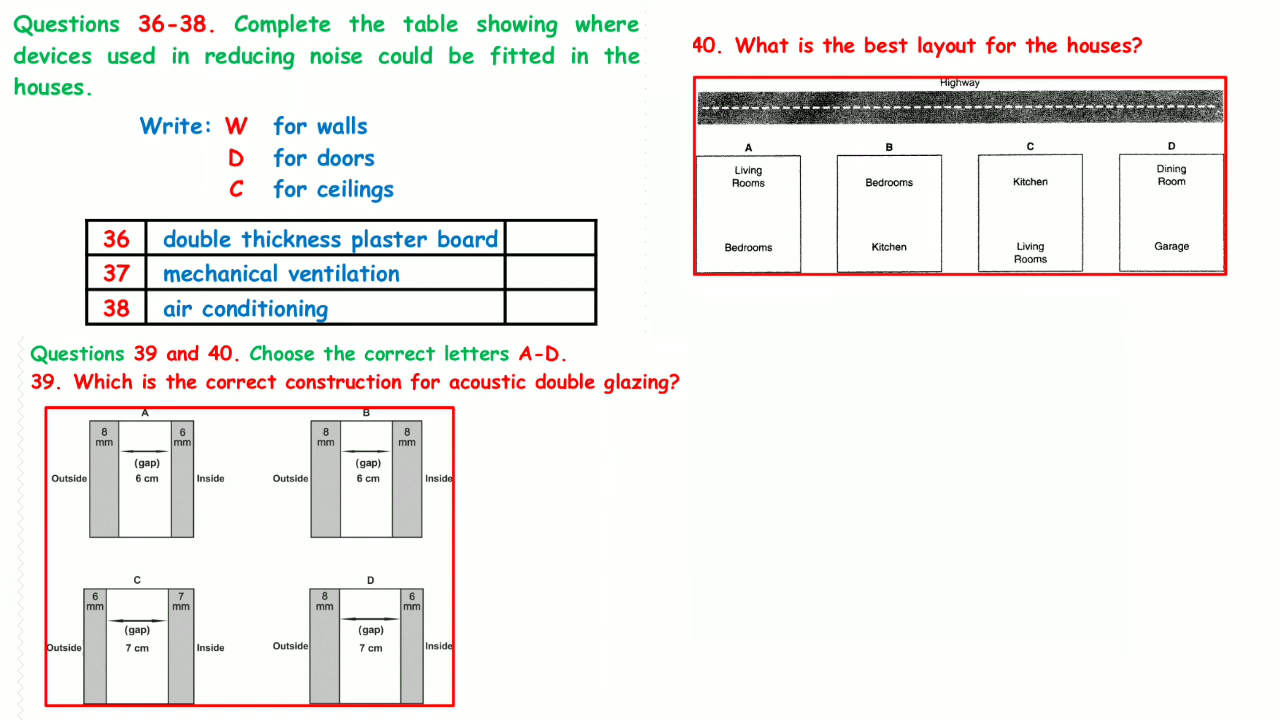 Questions 36-38. Complete the table showing where
devices used in reducing noise could be fitted in the
houses.
Write: W for walls
D for doors
C for ceilings
36 double thickness plaster board
37 mechanical ventilation
38 air conditioning
Questions 39 and 40. Choose the correct letters A-D.
39. Which is the correct construction for acoustic double glazing?
A
8 mm
6 mm
(gap)
Outside 6 cm Inside
B
8 mm
8 mm
(gap)
Outside 6 cm Inside
C
6 mm
7 mm
(gap)
Outside 7 cm Inside
D
8 mm
6 mm
(gap)
Outside 7 cm Inside
40. What is the best layout for the houses?
Highway
A
Living
Rooms
Bedrooms
B
Bedrooms
Kitchen
C
Kitchen
Living
Rooms
D
Dining
Room
Garage